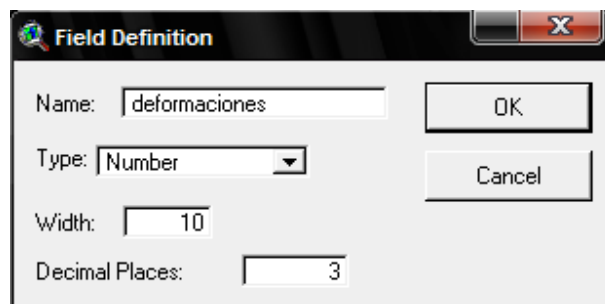 Field Definition
Name: deformaciones
OK
Type: Number
Cancel
Width: 10
Decimal Places: 3